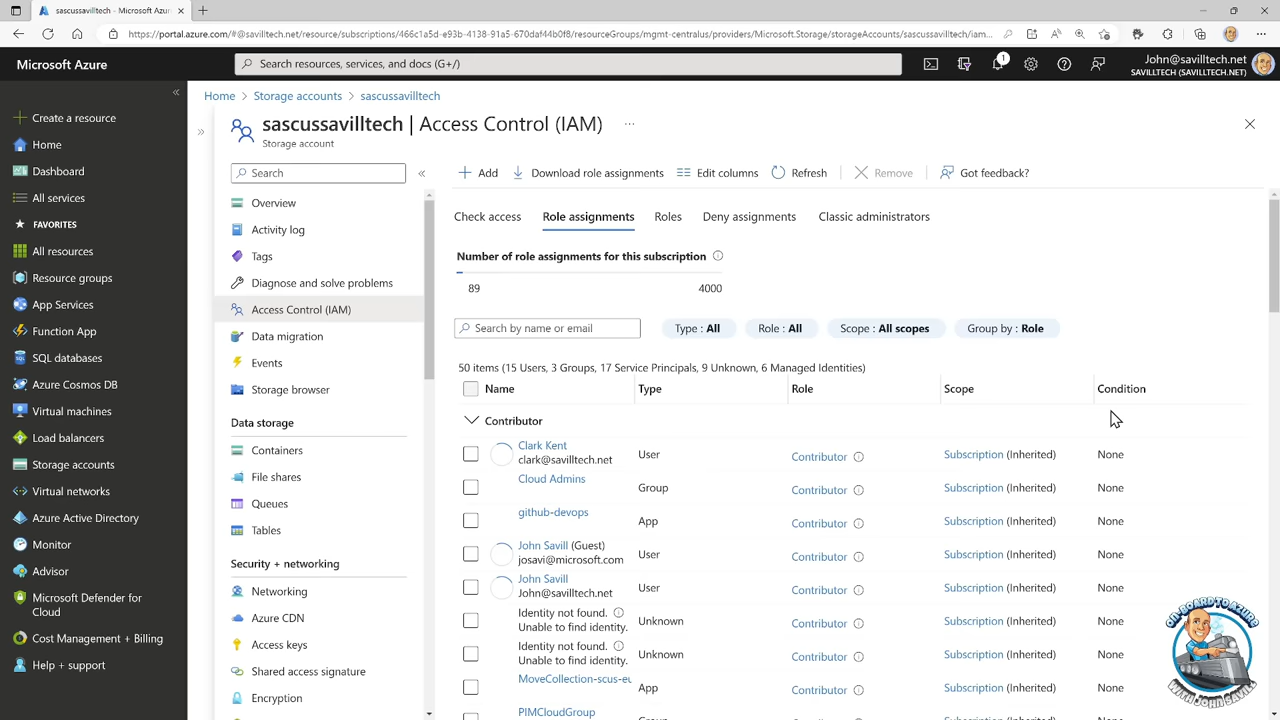 sascussavilltech - Microsoft Azu
https://portal.azure.com/#@savilltech.net/resource/subscriptions/466c1a5d-e93b-4138-91a5-670daf44b0f8/resourceGroups/mgmt-centralus/providers/Microsoft.Storage/storageAccounts/sascussavilltech/iam...
Microsoft Azure
Search resources, services, and docs (G+/)
1
John@savilltech.net
SAVILLTECH (SAVILLTECH.NET)
Create a resource
Home
Dashboard
All services
FAVORITES
All resources
Resource groups
App Services
Function App
SQL databases
Azure Cosmos DB
Virtual machines
Load balancers
Storage accounts
Virtual networks
Azure Active Directory
Monitor
Advisor
Microsoft Defender for
Cloud
Cost Management + Billing
Help + support
Home > Storage accounts > sascussavilltech
sascussavilltech | Access Control (IAM) ...
Storage account
Search
Overview
Activity log
Tags
Diagnose and solve problems
Access Control (IAM)
Data migration
Events
Storage browser
Data storage
Containers
File shares
Queues
Tables
Security + networking
Networking
Azure CDN
Access keys
Shared access signature
Encryption
Add Download role assignments Edit columns Refresh Remove Got feedback?
Check access Role assignments Roles Deny assignments Classic administrators
Number of role assignments for this subscription
89 4000
Search by name or email Type : All Role : All Scope : All scopes Group by : Role
50 items (15 Users, 3 Groups, 17 Service Principals, 9 Unknown, 6 Managed Identities)
Name Type Role Scope Condition
Contributor
Clark Kent
clark@savilltech.net User Contributor Subscription (Inherited) None
Cloud Admins Group Contributor Subscription (Inherited) None
github-devops App Contributor Subscription (Inherited) None
John Savill (Guest)
josavi@microsoft.com User Contributor Subscription (Inherited) None
John Savill
John@savilltech.net User Contributor Subscription (Inherited) None
Identity not found.
Unable to find identity. Unknown Contributor Subscription (Inherited) None
Identity not found.
Unable to find identity. Unknown Contributor Subscription (Inherited) None
MoveCollection-scus-eu App Contributor Subscription (Inherited) None
PIMCloudGroup
ON-BOARD TO AZURE
WITH JOHN SAVILL